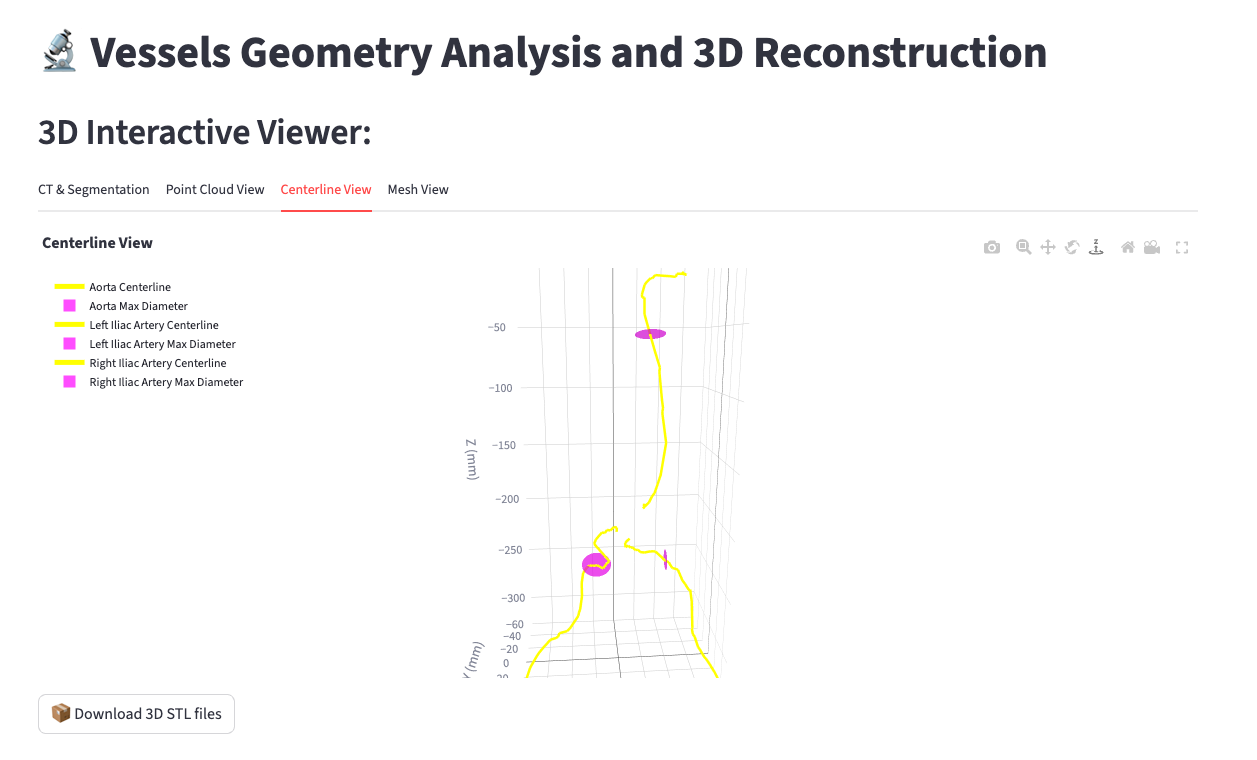 🔬 Vessels Geometry Analysis and 3D Reconstruction
3D Interactive Viewer:
CT & Segmentation Point Cloud View Centerline View Mesh View
Centerline View
Aorta Centerline
Aorta Max Diameter
Left Iliac Artery Centerline
Left Iliac Artery Max Diameter
Right Iliac Artery Centerline
Right Iliac Artery Max Diameter
−50
−100
Z (mm)
−150
−200
−250
−300
−60
−40
−20
0
Y (mm)
📦 Download 3D STL files